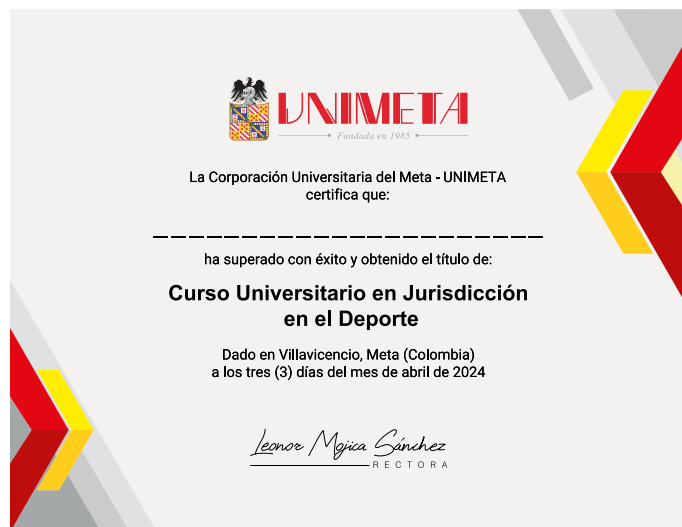 UNIMETA
Fundada en 1985
La Corporación Universitaria del Meta - UNIMETA
certifica que:
ha superado con éxito y obtenido el título de:
Curso Universitario en Jurisdicción
en el Deporte
Dado en Villavicencio, Meta (Colombia)
a los tres (3) días del mes de abril de 2024
Leonor Mojica Sánchez
RECTORA